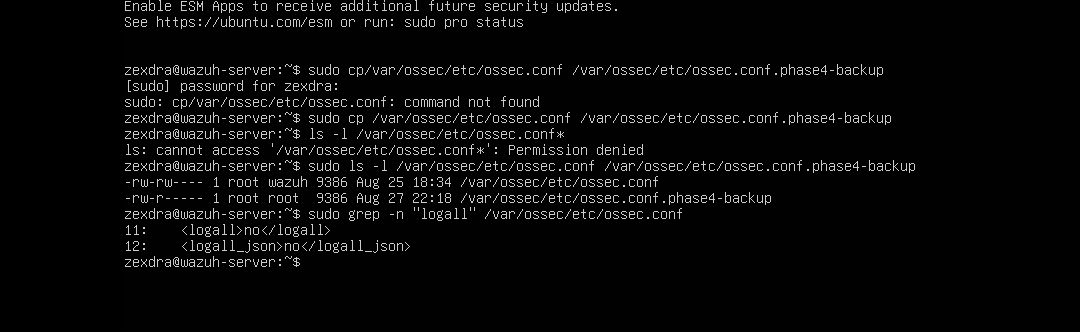 Enable ESM Apps to receive additional future security updates.
See https://ubuntu.com/esm or run: sudo pro status
zexdra@wazuh-server:~$ sudo cp/var/ossec/etc/ossec.conf /var/ossec/etc/ossec.conf.phase4-backup
[sudo] password for zexdra:
sudo: cp/var/ossec/etc/ossec.conf: command not found
zexdra@wazuh-server:~$ sudo cp /var/ossec/etc/ossec.conf /var/ossec/etc/ossec.conf.phase4-backup
zexdra@wazuh-server:~$ ls -l /var/ossec/etc/ossec.conf*
ls: cannot access '/var/ossec/etc/ossec.conf*': Permission denied
zexdra@wazuh-server:~$ sudo ls -l /var/ossec/etc/ossec.conf /var/ossec/etc/ossec.conf.phase4-backup
-rw-rw---- 1 root wazuh 9386 Aug 25 18:34 /var/ossec/etc/ossec.conf
-rw-r----- 1 root root  9386 Aug 27 22:18 /var/ossec/etc/ossec.conf.phase4-backup
zexdra@wazuh-server:~$ sudo grep -n "logall" /var/ossec/etc/ossec.conf
11:    <logall>no</logall>
12:    <logall_json>no</logall_json>
zexdra@wazuh-server:~$